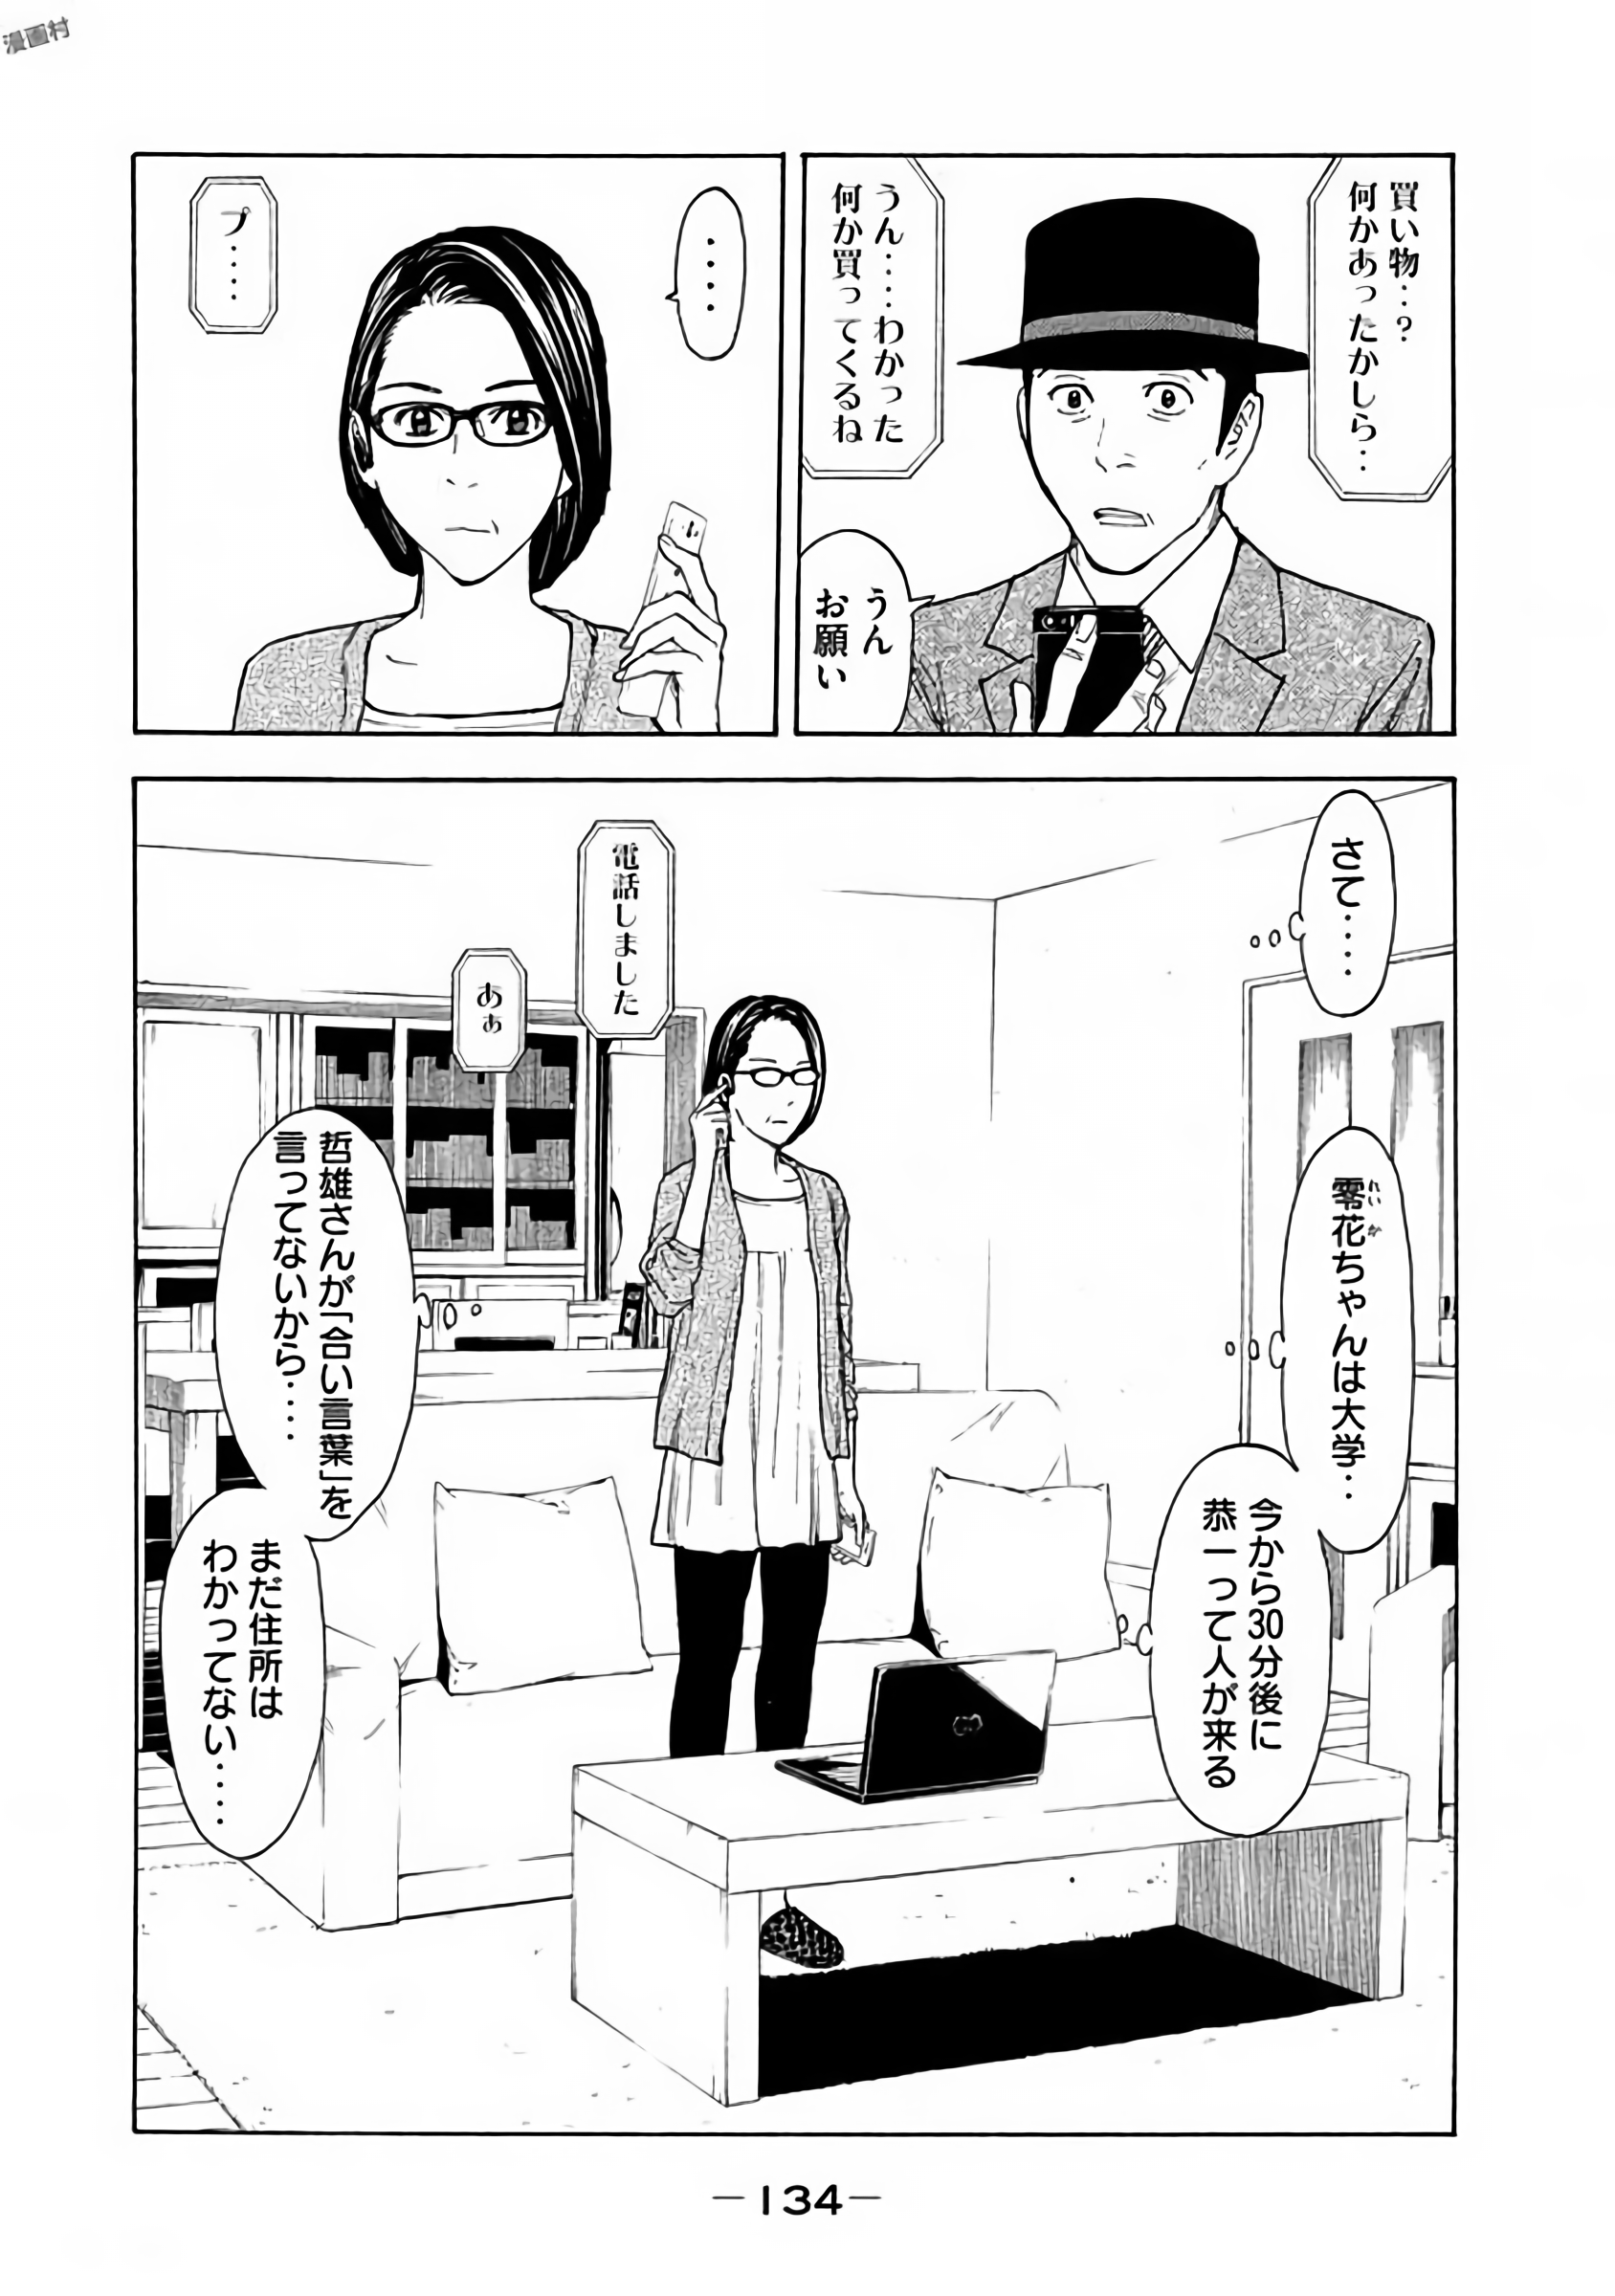 漫画村
買い物‥?
何かあったかしら‥
うん‥‥わかった
何か買ってくるね
うん
お願い
‥‥
プ‥‥
さて‥‥
零花ちゃんは大学‥
れいか
今から30分後に
恭一って人が来る
電話しました
あぁ
哲雄さんが「合い言葉」を
言ってないから‥‥
まだ住所は
わかってない‥‥
—134—